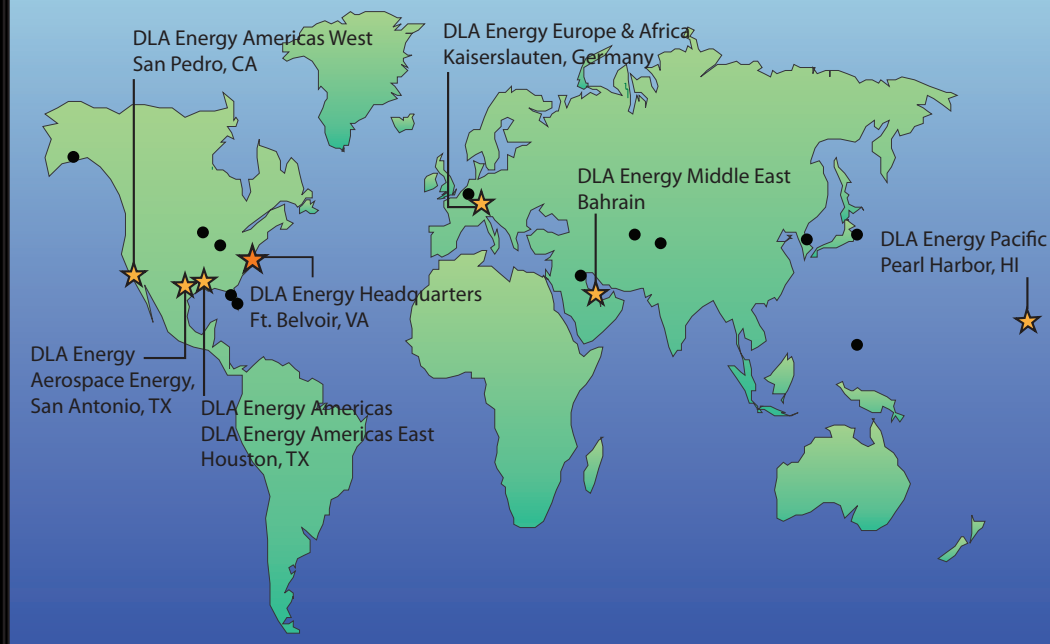 DLA Energy Americas West
San Pedro, CA
DLA Energy Europe & Africa
Kaiserslauten, Germany
DLA Energy Middle East
Bahrain
DLA Energy Pacific
Pearl Harbor, HI
DLA Energy Headquarters
Ft. Belvoir, VA
DLA Energy
Aerospace Energy,
San Antonio, TX
DLA Energy Americas
DLA Energy Americas East
Houston, TX